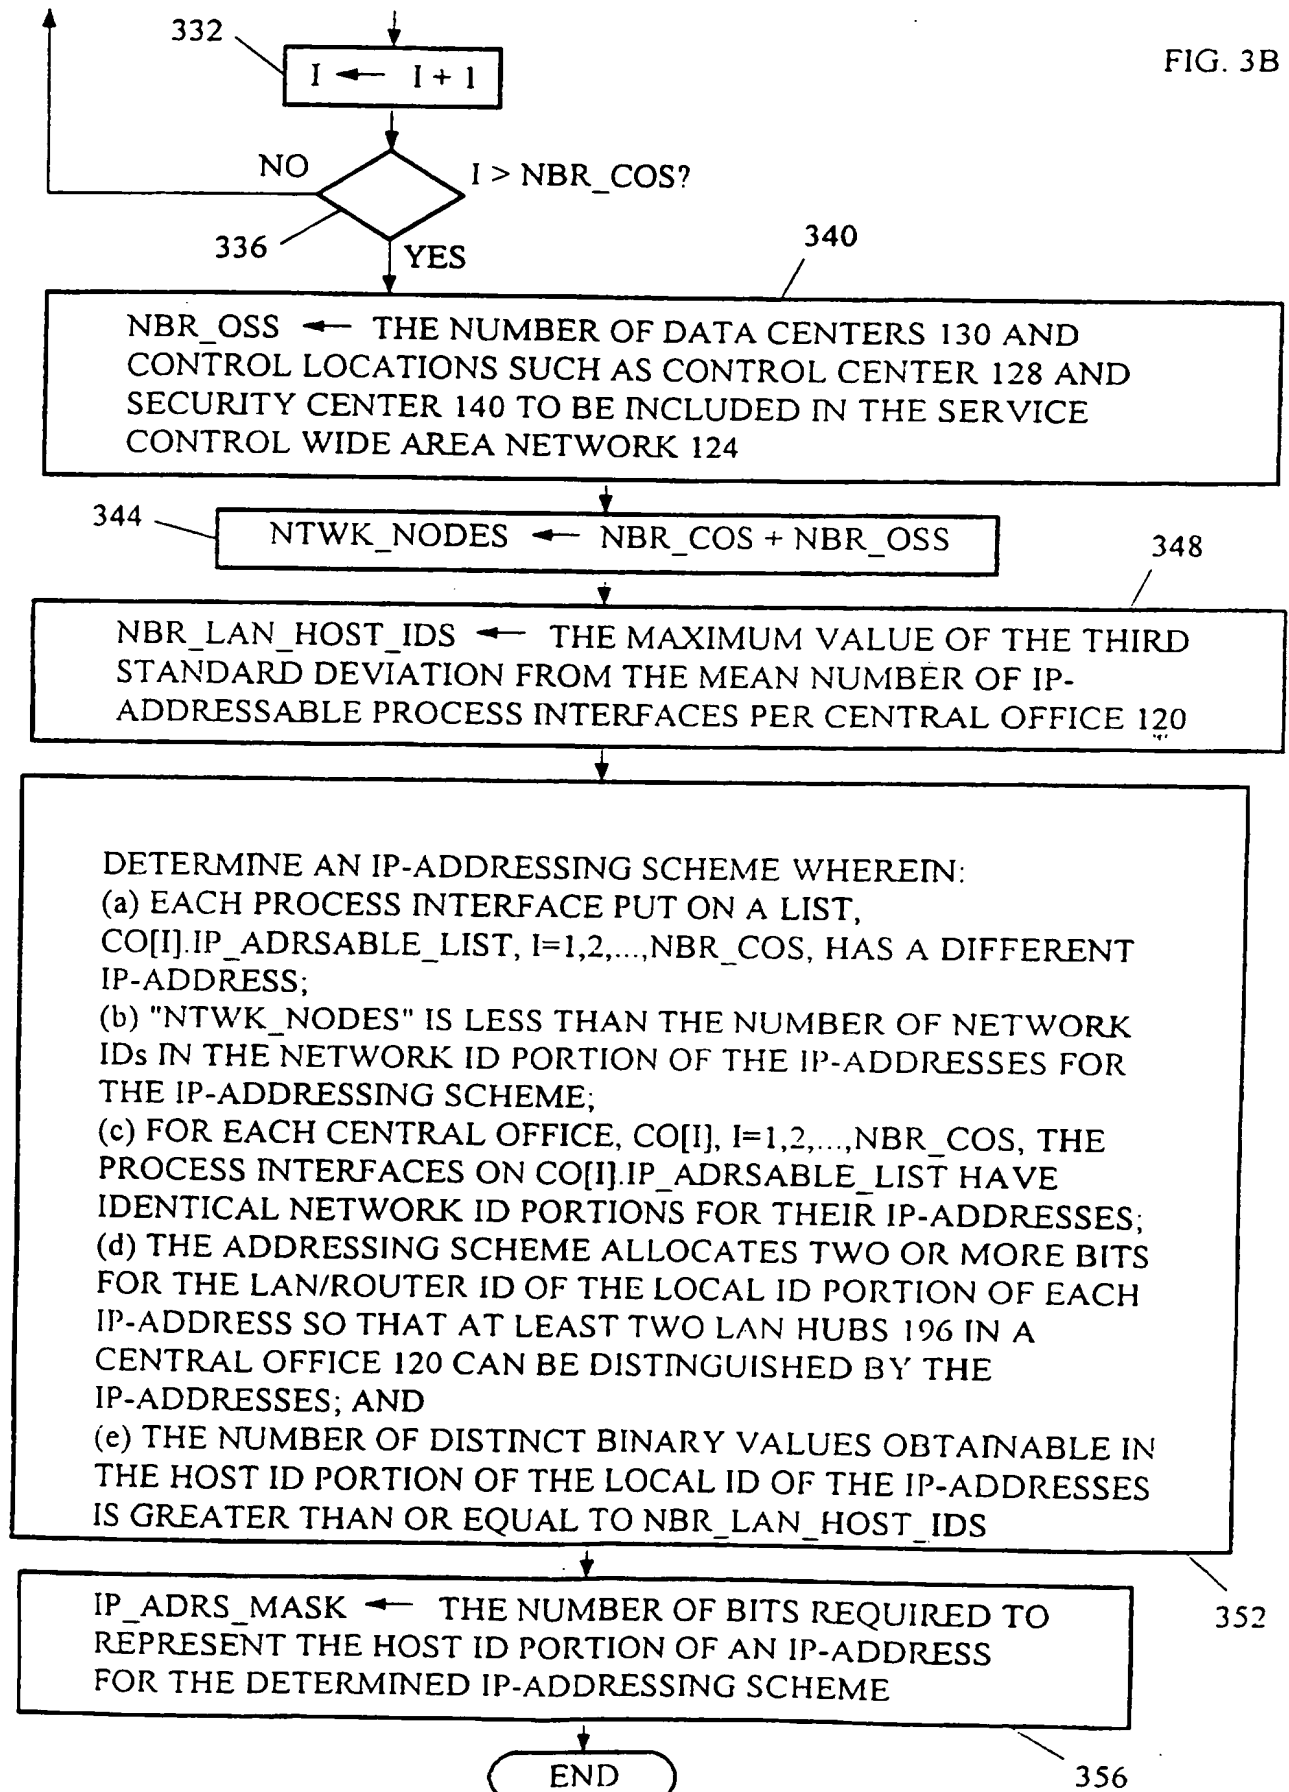 332
FIG. 3B
I ← I + 1
NO
I > NBR_COS?
336
YES
340
NBR_OSS ← THE NUMBER OF DATA CENTERS 130 AND
CONTROL LOCATIONS SUCH AS CONTROL CENTER 128 AND
SECURITY CENTER 140 TO BE INCLUDED IN THE SERVICE
CONTROL WIDE AREA NETWORK 124
344
NTWK_NODES ← NBR_COS + NBR_OSS
348
NBR_LAN_HOST_IDS ← THE MAXIMUM VALUE OF THE THIRD
STANDARD DEVIATION FROM THE MEAN NUMBER OF IP-
ADDRESSABLE PROCESS INTERFACES PER CENTRAL OFFICE 120
DETERMINE AN IP-ADDRESSING SCHEME WHEREIN:
(a) EACH PROCESS INTERFACE PUT ON A LIST,
CO[I].IP_ADRSABLE_LIST, I=1,2,...,NBR_COS, HAS A DIFFERENT
IP-ADDRESS;
(b) "NTWK_NODES" IS LESS THAN THE NUMBER OF NETWORK
IDs IN THE NETWORK ID PORTION OF THE IP-ADDRESSES FOR
THE IP-ADDRESSING SCHEME;
(c) FOR EACH CENTRAL OFFICE, CO[I], I=1,2,...,NBR_COS, THE
PROCESS INTERFACES ON CO[I].IP_ADRSABLE_LIST HAVE
IDENTICAL NETWORK ID PORTIONS FOR THEIR IP-ADDRESSES;
(d) THE ADDRESSING SCHEME ALLOCATES TWO OR MORE BITS
FOR THE LAN/ROUTER ID OF THE LOCAL ID PORTION OF EACH
IP-ADDRESS SO THAT AT LEAST TWO LAN HUBS 196 IN A
CENTRAL OFFICE 120 CAN BE DISTINGUISHED BY THE
IP-ADDRESSES; AND
(e) THE NUMBER OF DISTINCT BINARY VALUES OBTAINABLE IN
THE HOST ID PORTION OF THE LOCAL ID OF THE IP-ADDRESSES
IS GREATER THAN OR EQUAL TO NBR_LAN_HOST_IDS
352
IP_ADRS_MASK ← THE NUMBER OF BITS REQUIRED TO
REPRESENT THE HOST ID PORTION OF AN IP-ADDRESS
FOR THE DETERMINED IP-ADDRESSING SCHEME
356
END